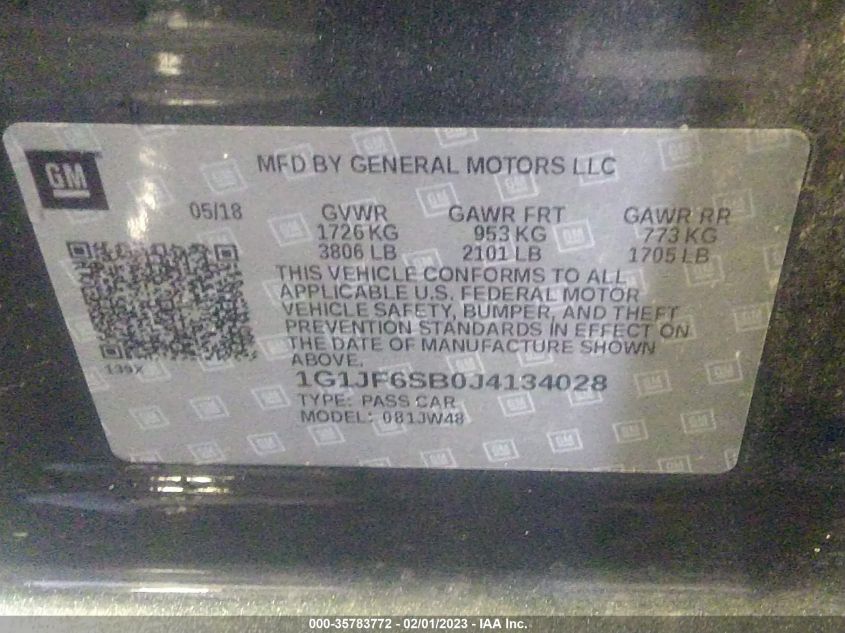 GM
MFD BY GENERAL MOTORS LLC
05/18 GVWR GAWR FRT GAWR RR
1726 KG 953 KG 773 KG
3806 LB 2101 LB 1705 LB
THIS VEHICLE CONFORMS TO ALL
APPLICABLE U.S. FEDERAL MOTOR
VEHICLE SAFETY, BUMPER, AND THEFT
PREVENTION STANDARDS IN EFFECT ON
THE DATE OF MANUFACTURE SHOWN
ABOVE.
139X
1G1JF6SB0J4134028
TYPE: PASS CAR
MODEL: 081JW48
000-35783772 - 02/01/2023 - IAA Inc.